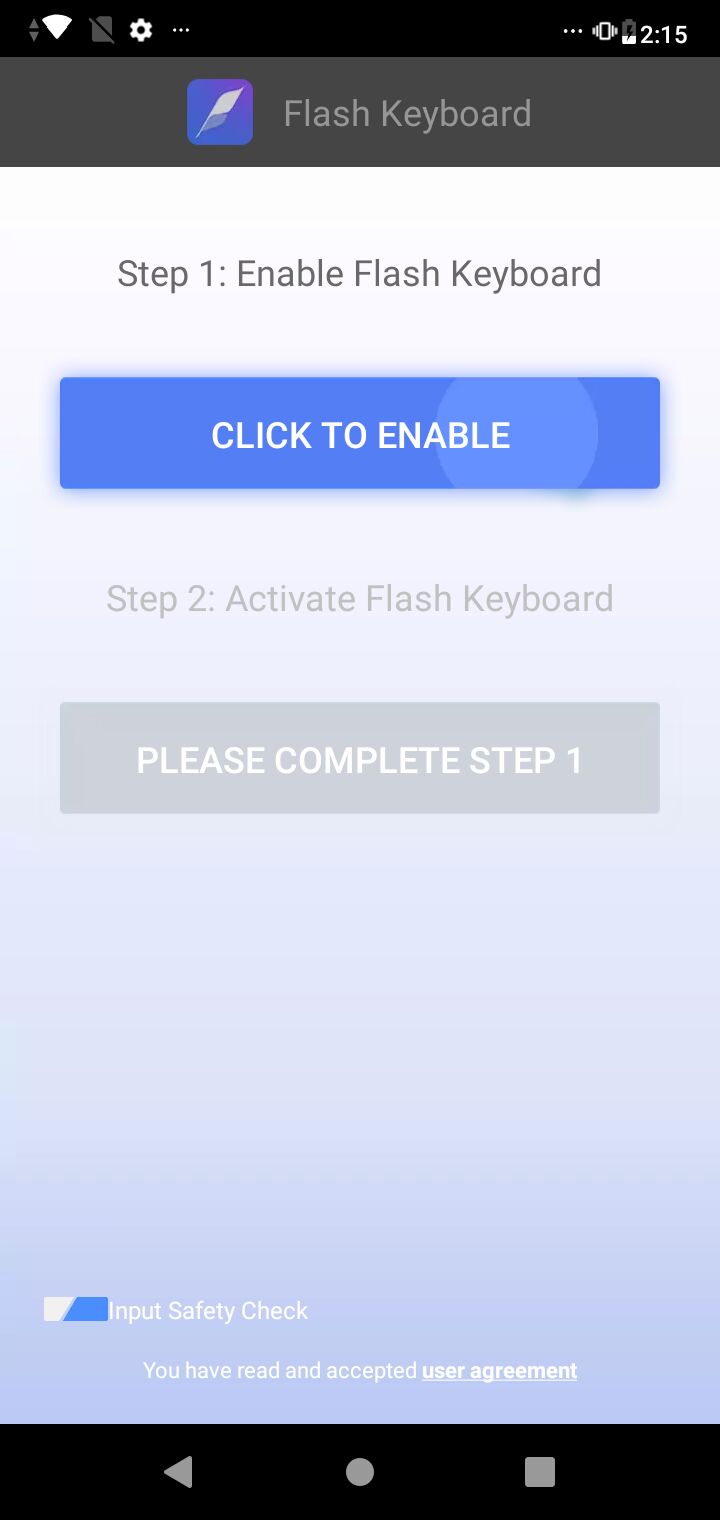 2:15
Flash Keyboard
Step 1: Enable Flash Keyboard
CLICK TO ENABLE
Step 2: Activate Flash Keyboard
PLEASE COMPLETE STEP 1
Input Safety Check
You have read and accepted user agreement